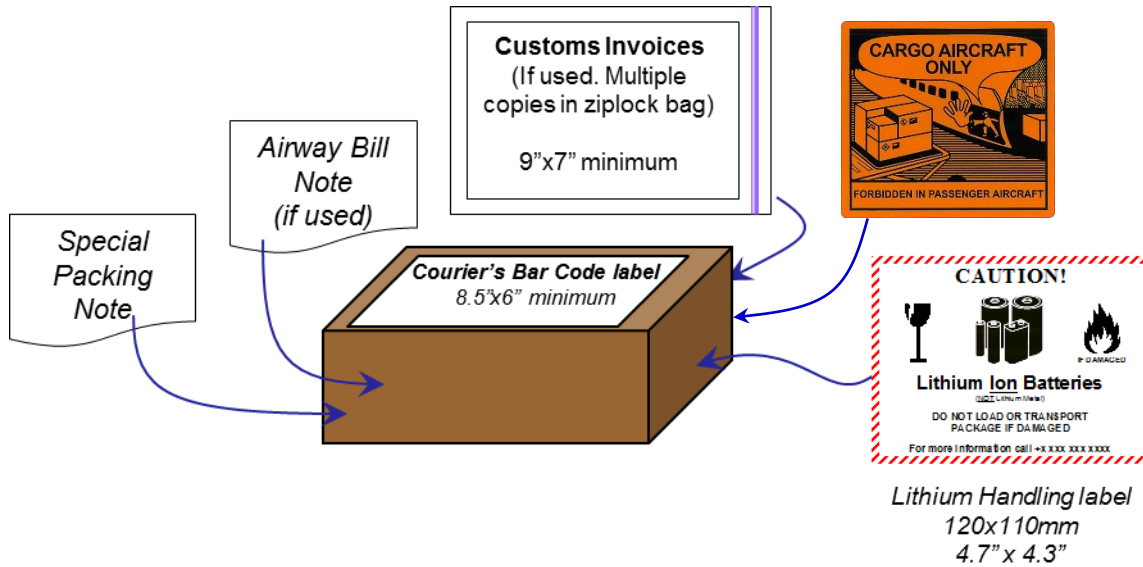 Customs Invoices
(If used. Multiple
copies in ziplock bag)
9”x7” minimum
CARGO AIRCRAFT
ONLY
FORBIDDEN IN PASSENGER AIRCRAFT
Airway Bill
Note
(if used)
Special
Packing
Note
Courier’s Bar Code label
8.5”x6” minimum
CAUTION!
IF DAMAGED
Lithium Ion Batteries
(NOT Lithium Metal)
DO NOT LOAD OR TRANSPORT
PACKAGE IF DAMAGED
For more information call +x xxx xxx xxxx
Lithium Handling label
120x110mm
4.7” x 4.3”